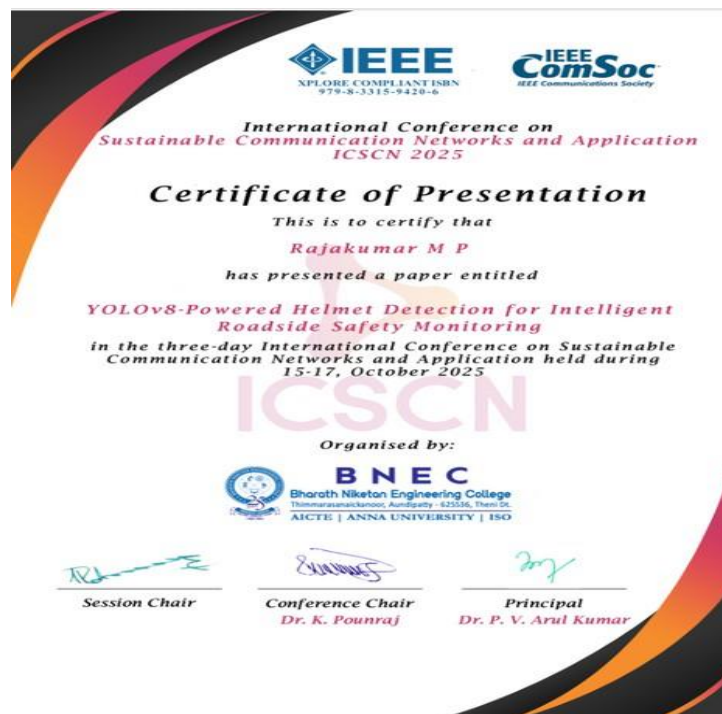 IEEE
XPLORE COMPLIANT ISBN
979-8-3315-9420-6
IEEE
ComSoc
IEEE Communications Society
International Conference on
Sustainable Communication Networks and Application
ICSCN 2025
Certificate of Presentation
This is to certify that
Rajakumar M P
has presented a paper entitled
YOLOv8-Powered Helmet Detection for Intelligent
Roadside Safety Monitoring
in the three-day International Conference on Sustainable
Communication Networks and Application held during
15-17, October 2025
ICSCN
Organised by:
BNEC
Bharath Niketan Engineering College
Thimmarasanaickanoor, Aundipatty - 625536, Theni Dt.
AICTE | ANNA UNIVERSITY | ISO
Session Chair
Conference Chair
Dr. K. Pounraj
Principal
Dr. P. V. Arul Kumar